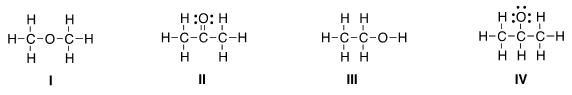 H H H :O: H H H H :Ö: H
H-C-O-C-H H-C-C-C-H H-C-C-O-H H-C-C-C-H
H H H H H H H H H
I II III IV